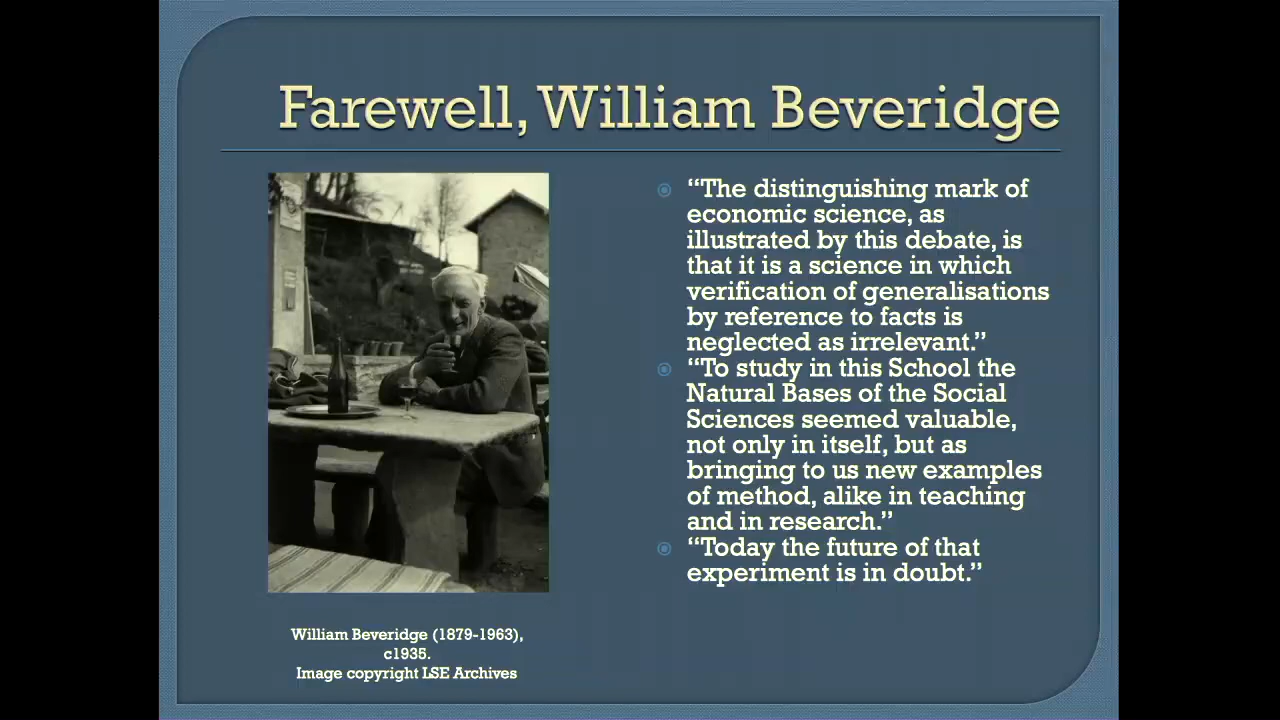 Farewell, William Beveridge
“The distinguishing mark of
economic science, as
illustrated by this debate, is
that it is a science in which
verification of generalisations
by reference to facts is
neglected as irrelevant.”
“To study in this School the
Natural Bases of the Social
Sciences seemed valuable,
not only in itself, but as
bringing to us new examples
of method, alike in teaching
and in research.”
“Today the future of that
experiment is in doubt.”
William Beveridge (1879-1963),
c1935.
Image copyright LSE Archives